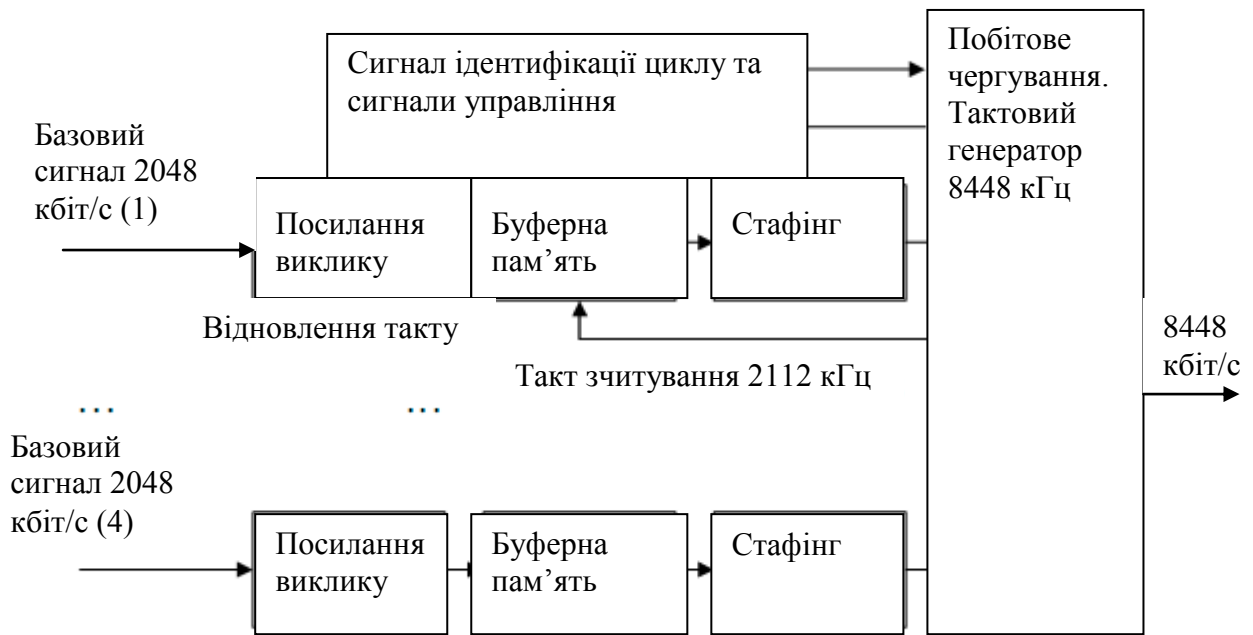 Сигнал ідентифікації циклу та
сигнали управління
Побітове
чергування.
Тактовий
генератор
8448 кГц
Базовий
сигнал 2048
кбіт/с (1)
Посилання
виклику
Буферна
пам’ять
Стафінг
Відновлення такту
Такт зчитування 2112 кГц
8448
кбіт/с
...
...
Базовий
сигнал 2048
кбіт/с (4)
Посилання
виклику
Буферна
пам’ять
Стафінг